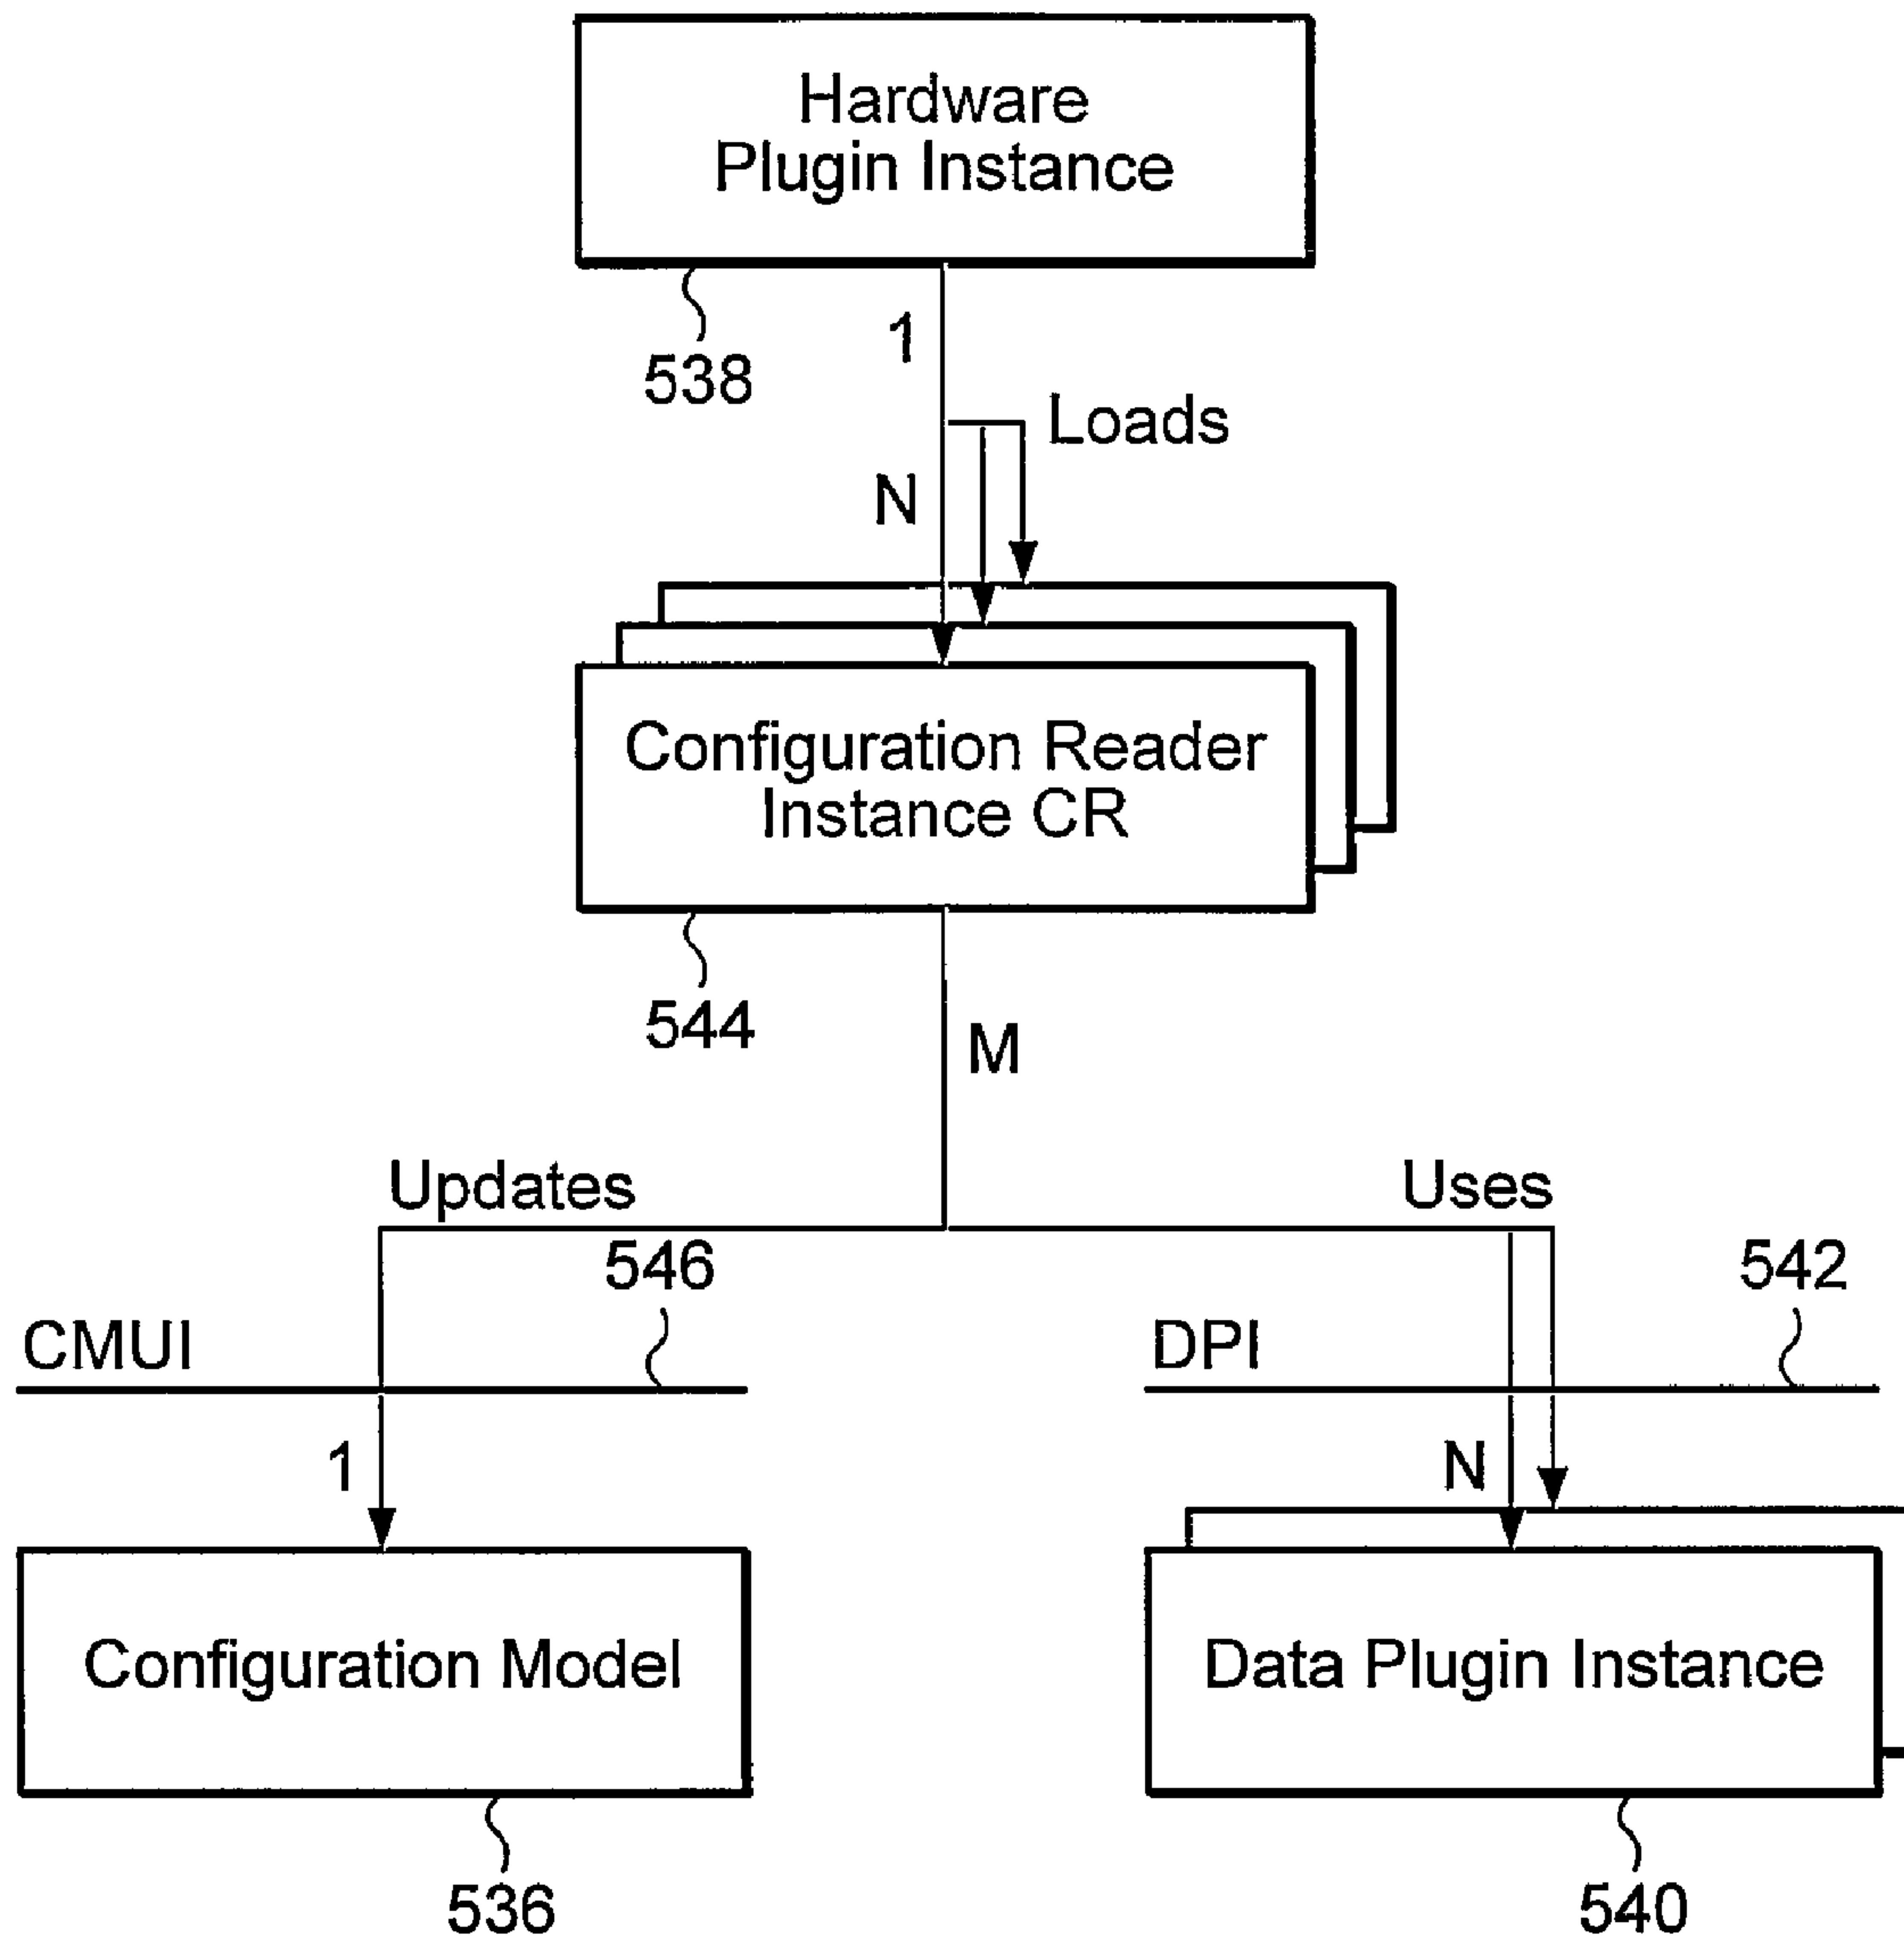 Hardware
Plugin Instance
538
1
Loads
N
Configuration Reader
Instance CR
544
M
Updates
Uses
546
542
CMUI
DPI
1
N
Configuration Model
Data Plugin Instance
536
540